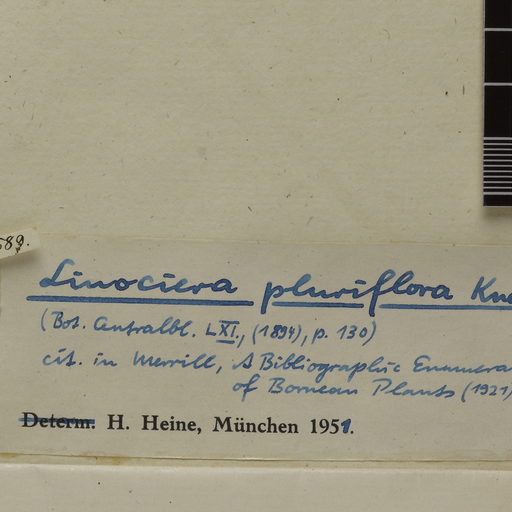 589.
Linociera pluriflora
(Bot. Centralbl. LXI, (1894), p. 130)
cit. in Merrill, A Bibliographic Enumera
of Bornean Plants (1921)
Determ. H. Heine, München 1951.